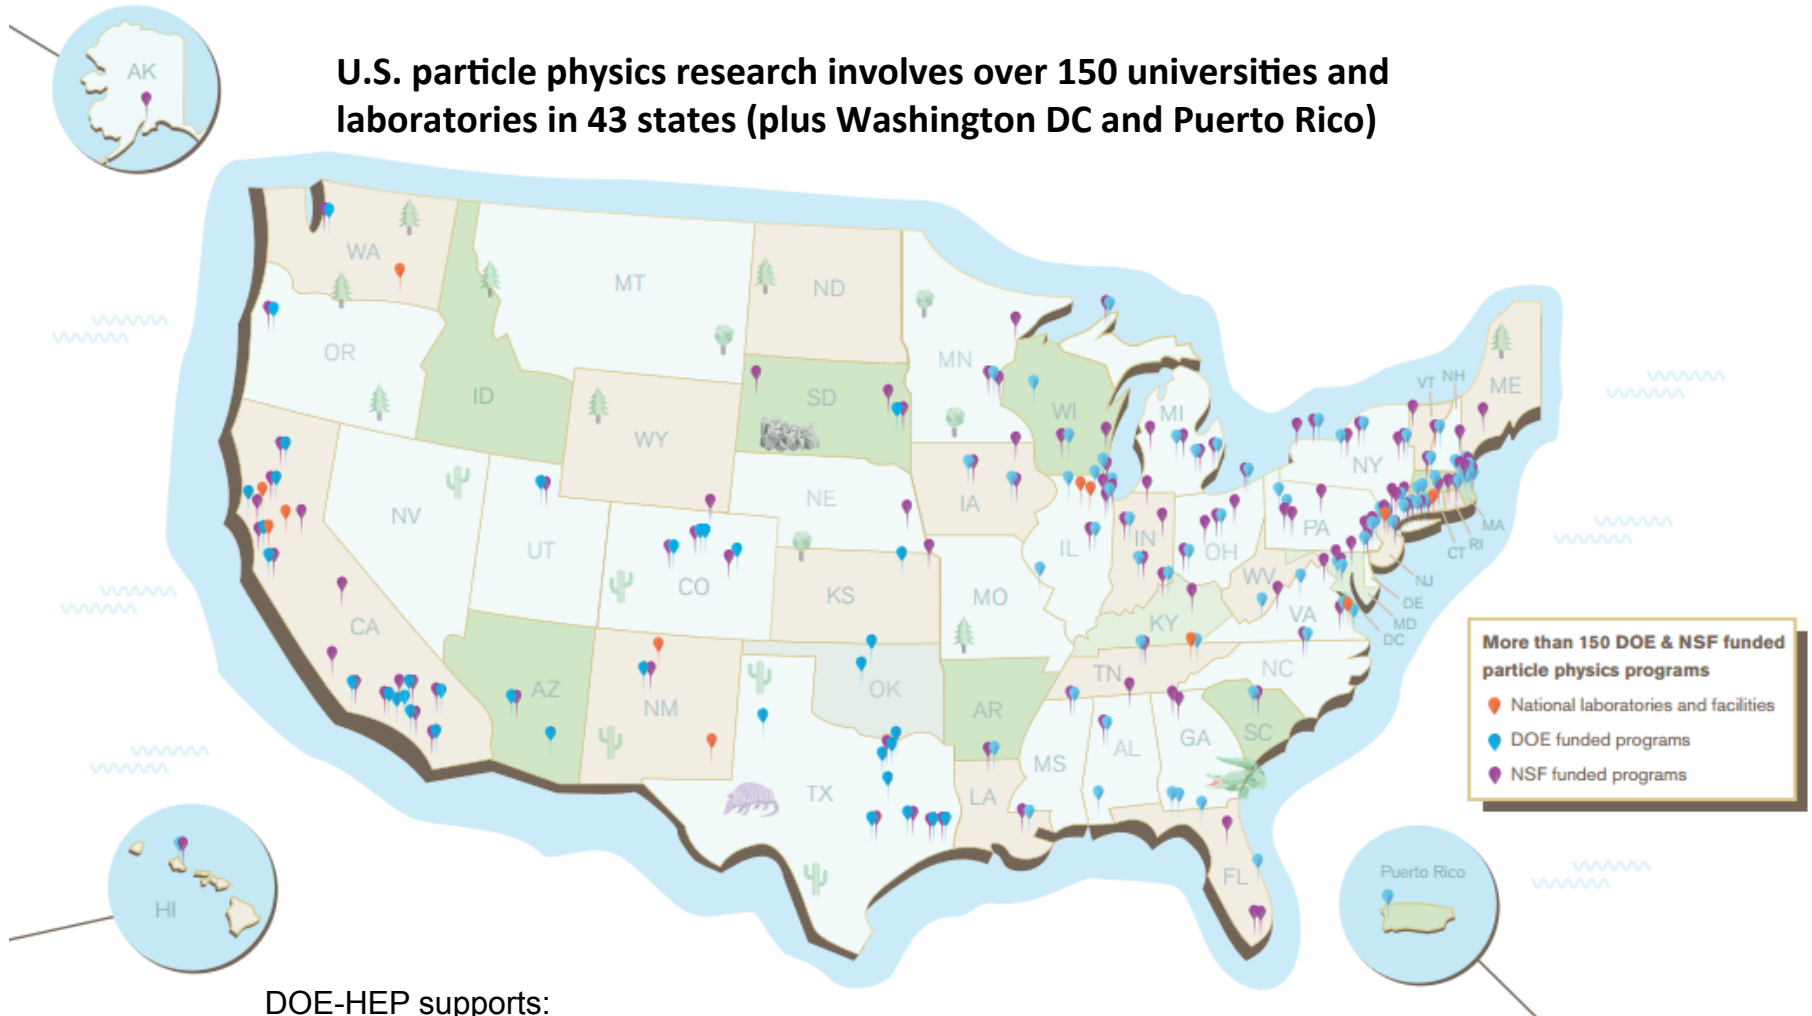 AK
U.S. particle physics research involves over 150 universities and
laboratories in 43 states (plus Washington DC and Puerto Rico)
WA
MT
ND
OR
ID
MN
WI
MI
VT
NH
ME
SD
WY
NY
NV
UT
NE
IA
IL
IN
OH
PA
MA
RI
CT
NJ
CO
KS
MO
WV
VA
KY
DE
MD
DC
CA
AZ
NM
OK
AR
TN
NC
SC
MS
AL
GA
TX
LA
FL
HI
More than 150 DOE & NSF funded
particle physics programs
National laboratories and facilities
DOE funded programs
NSF funded programs
Puerto Rico
DOE-HEP supports: